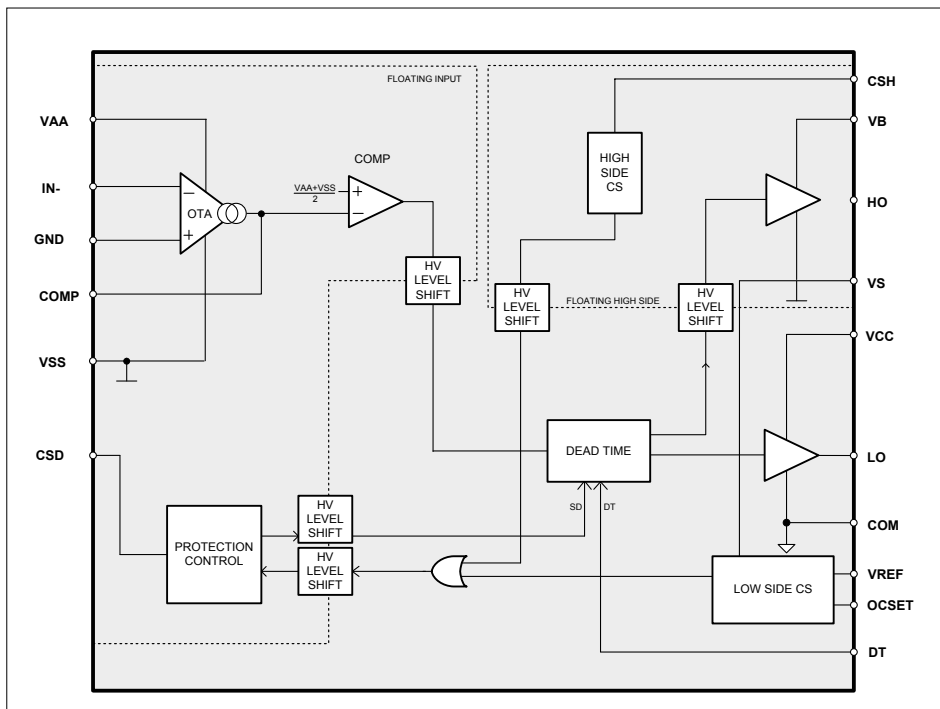 FLOATING INPUT
CSH
VAA
VB
COMP
HIGH
SIDE
CS
IN-
VAA+VSS
2
+
−
−
OTA
+
HO
GND
HV
LEVEL
SHIFT
COMP
VS
HV
LEVEL
SHIFT
FLOATING HIGH SIDE
HV
LEVEL
SHIFT
VCC
VSS
CSD
DEAD TIME
LO
SD
DT
HV
LEVEL
SHIFT
COM
PROTECTION
CONTROL
HV
LEVEL
SHIFT
LOW SIDE CS
VREF
OCSET
DT